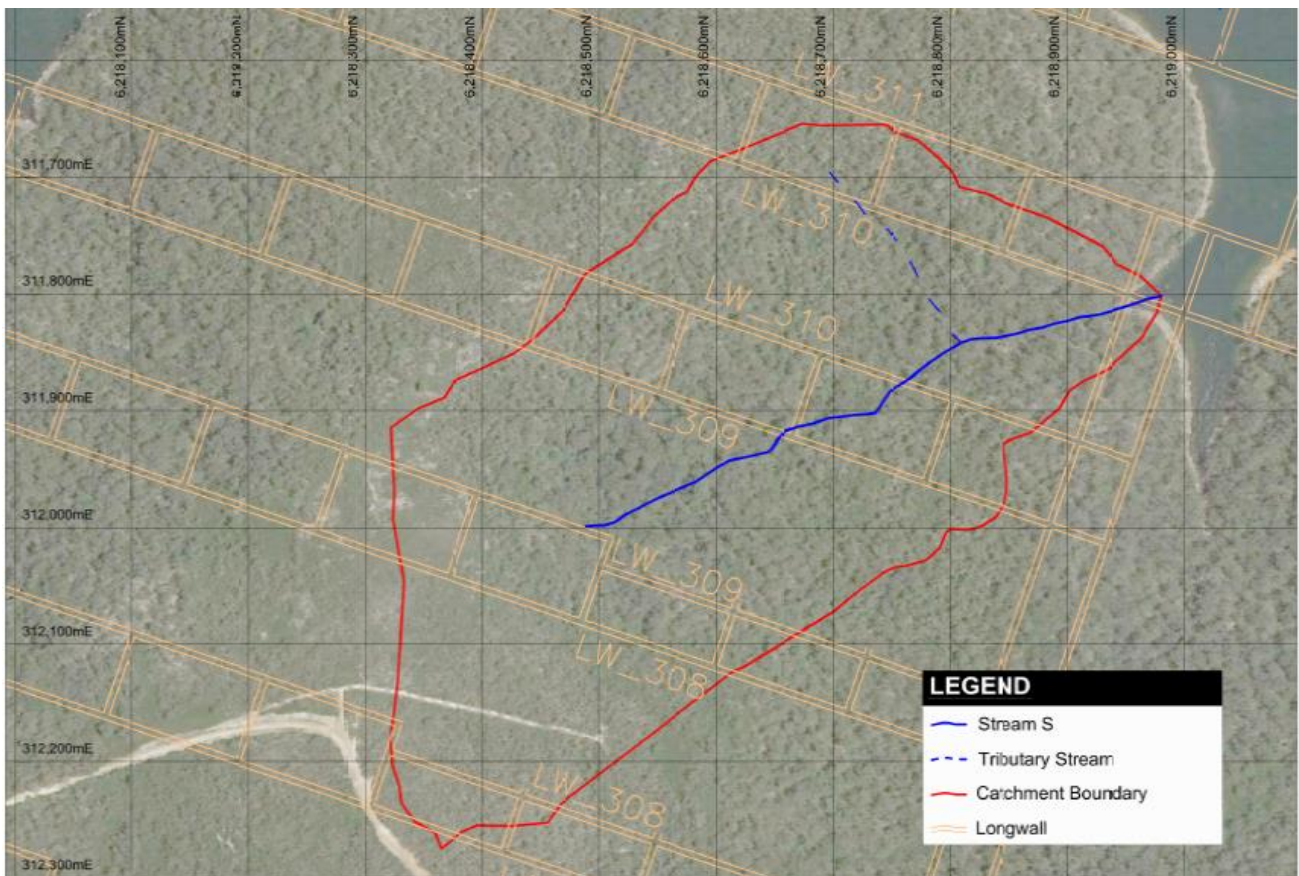 6,218,100mN
6,218,200mN
6,218,300mN
6,218,400mN
6,218,500mN
6,218,600mN
6,218,700mN
6,218,800mN
6,218,900mN
6,219,000mN
LW_311
311,700mE
LW_310
311,800mE
LW_310
311,900mE
LW_309
312,000mE
LW_309
312,100mE
LW_308
312,200mE
LW_308
312,300mE
LEGEND
Stream S
Tributary Stream
Catchment Boundary
Longwall